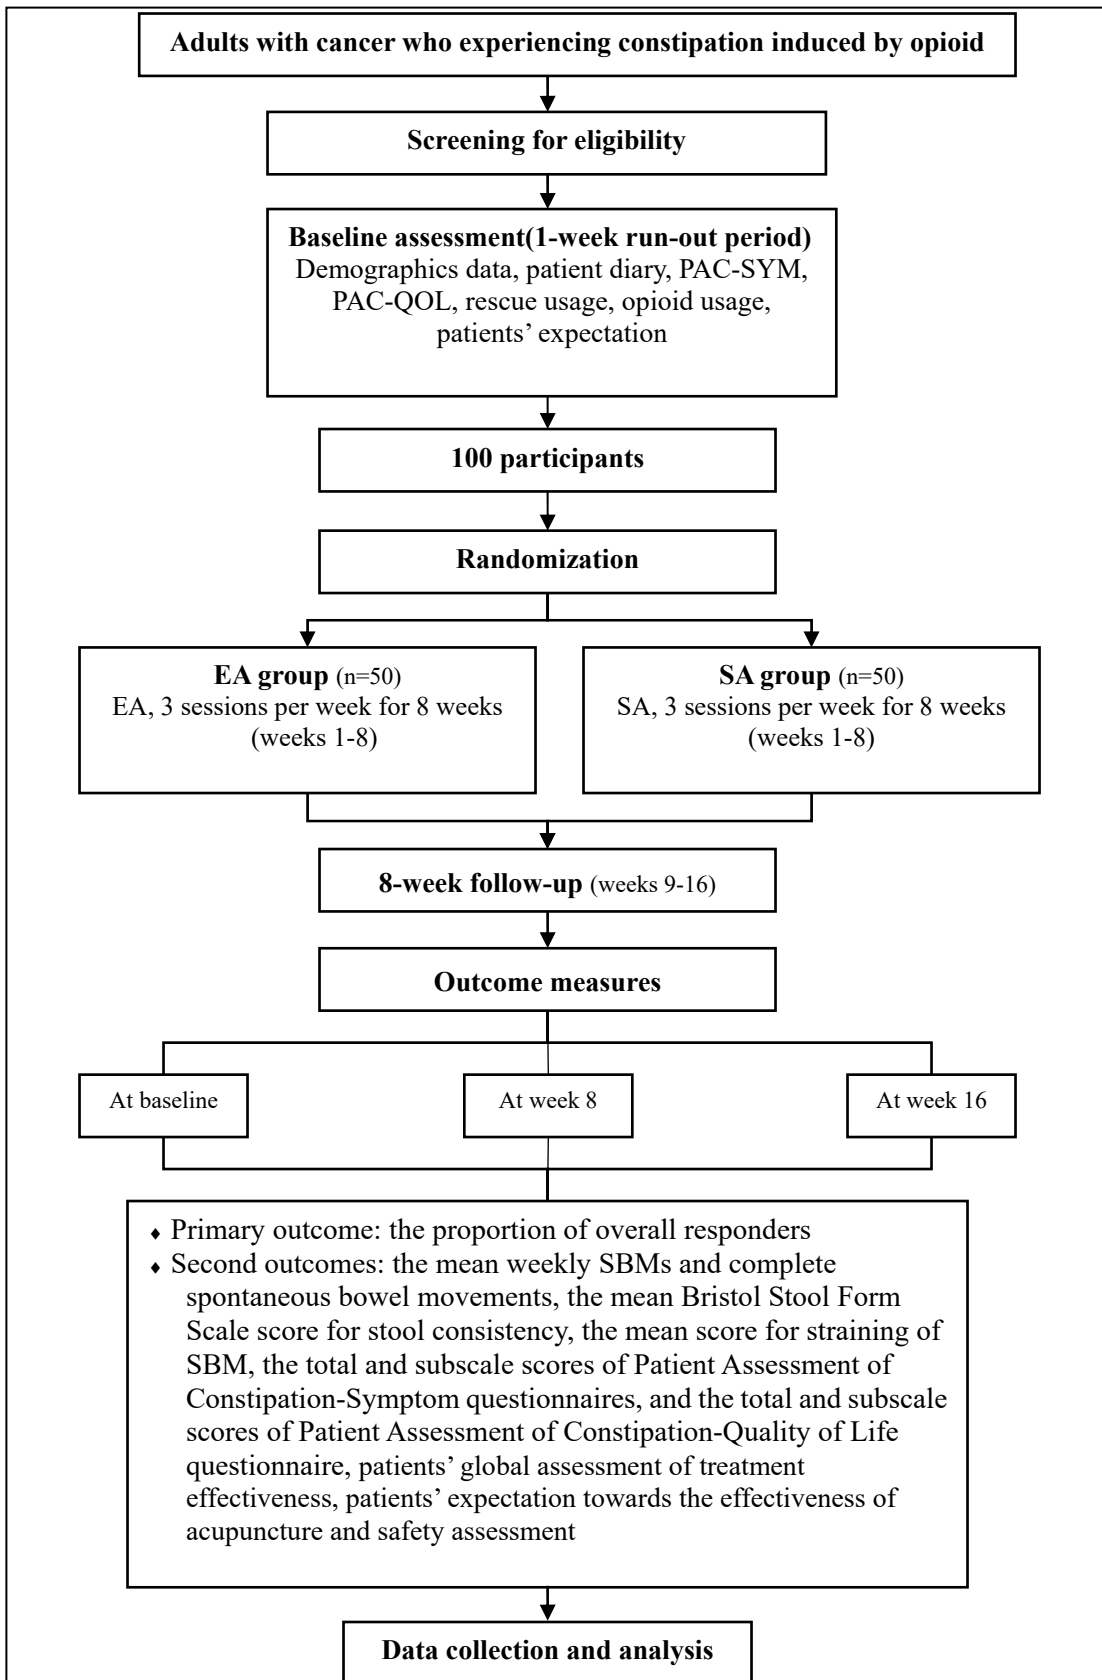 Adults with cancer who experiencing constipation induced by opioid
Screening for eligibility
Baseline assessment(1-week run-out period)
Demographics data, patient diary, PAC-SYM,
PAC-QOL, rescue usage, opioid usage,
patients’ expectation
100 participants
Randomization
EA group (n=50)
EA, 3 sessions per week for 8 weeks
(weeks 1-8)
SA group (n=50)
SA, 3 sessions per week for 8 weeks
(weeks 1-8)
8-week follow-up (weeks 9-16)
Outcome measures
At baseline
At week 8
At week 16
♦ Primary outcome: the proportion of overall responders
♦ Second outcomes: the mean weekly SBMs and complete
spontaneous bowel movements, the mean Bristol Stool Form
Scale score for stool consistency, the mean score for straining of
SBM, the total and subscale scores of Patient Assessment of
Constipation-Symptom questionnaires, and the total and subscale
scores of Patient Assessment of Constipation-Quality of Life
questionnaire, patients’ global assessment of treatment
effectiveness, patients’ expectation towards the effectiveness of
acupuncture and safety assessment
Data collection and analysis